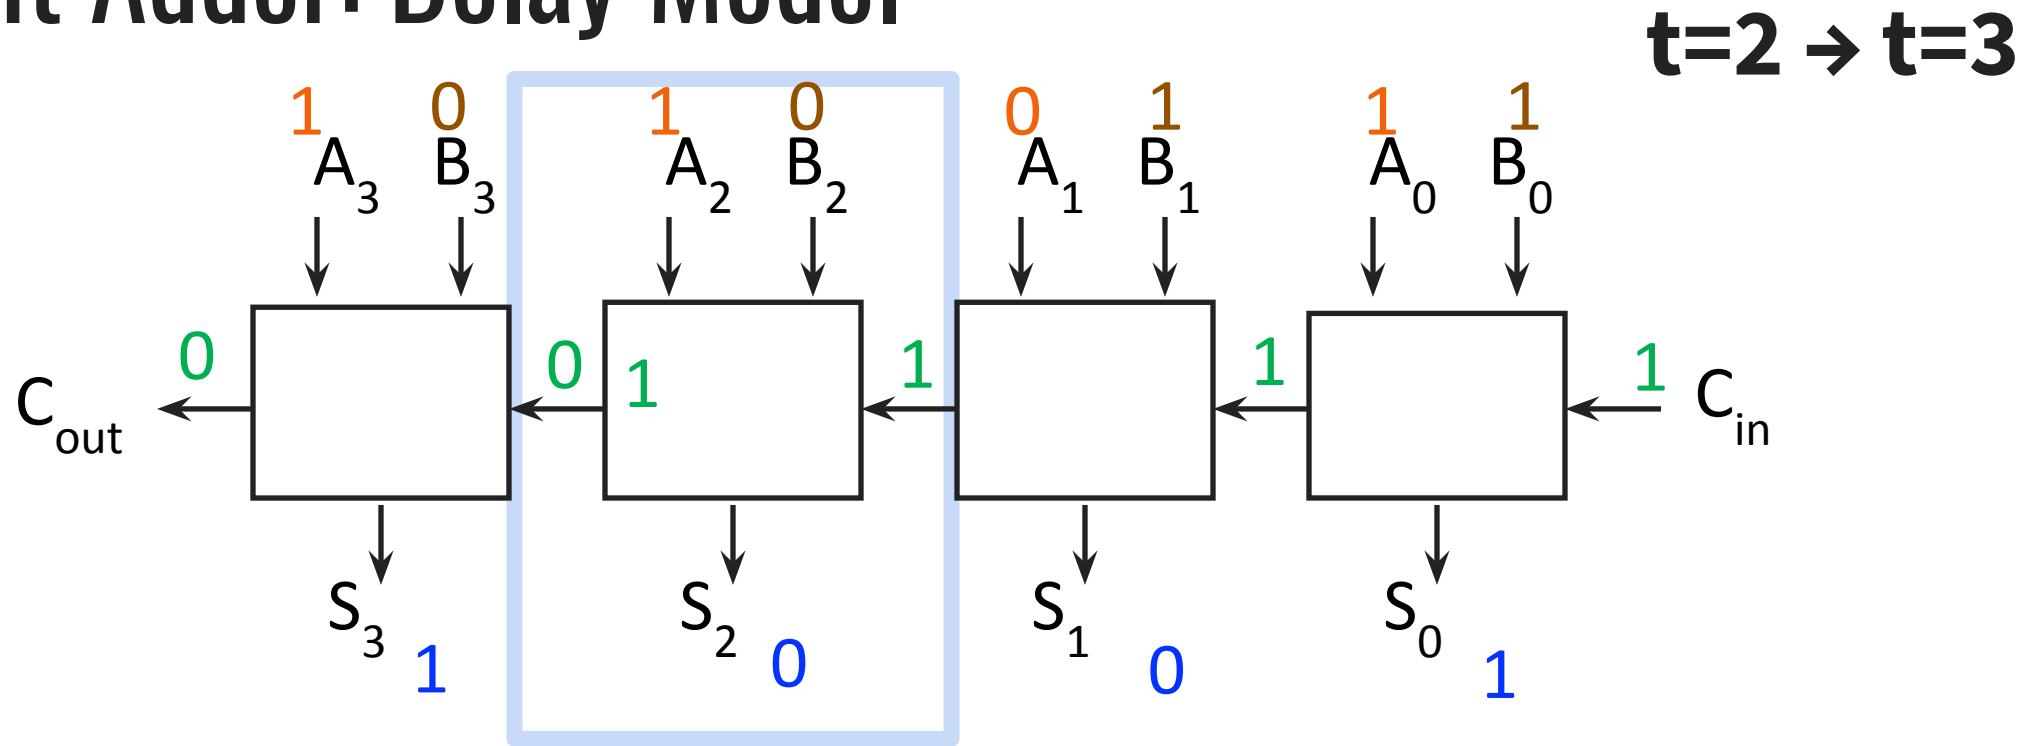 t=2 → t=3
1 0 1 0 0 1 1 1
A3 B3 A2 B2 A1 B1 A0 B0
0 0 1 1 1 1
Cout Cin
S3 S2 S1 S0
1 0 0 1